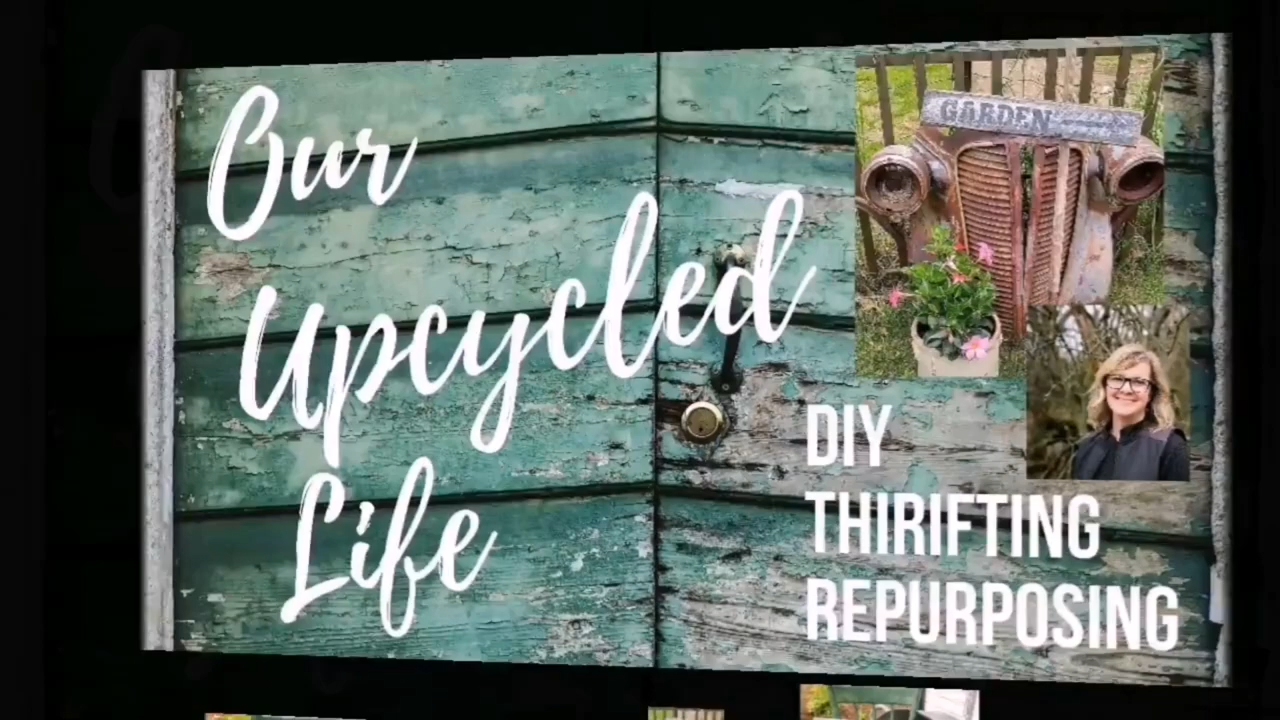 Our
Upcycled
Life
GARDEN
DIY
THIRIFTING
REPURPOSING